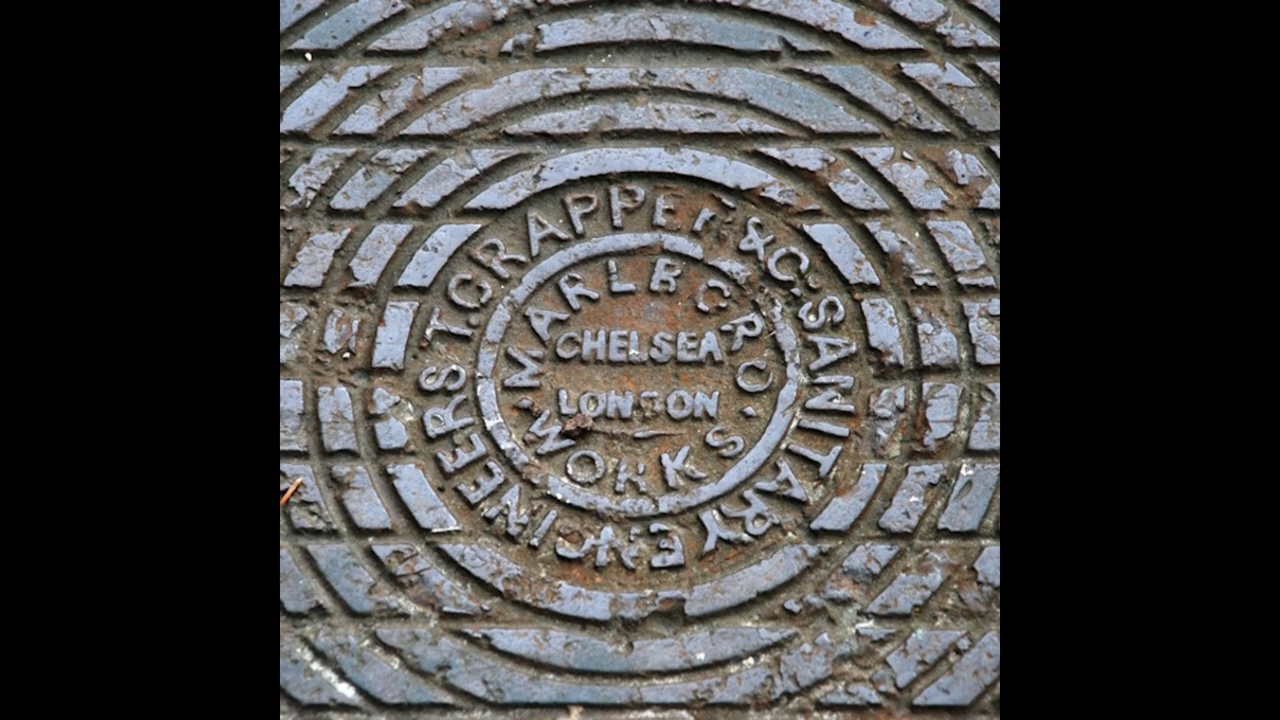 T. CRAPPER & CO. SANITARY ENGINEERS
MARLBORO
CHELSEA
LONDON
WORKS